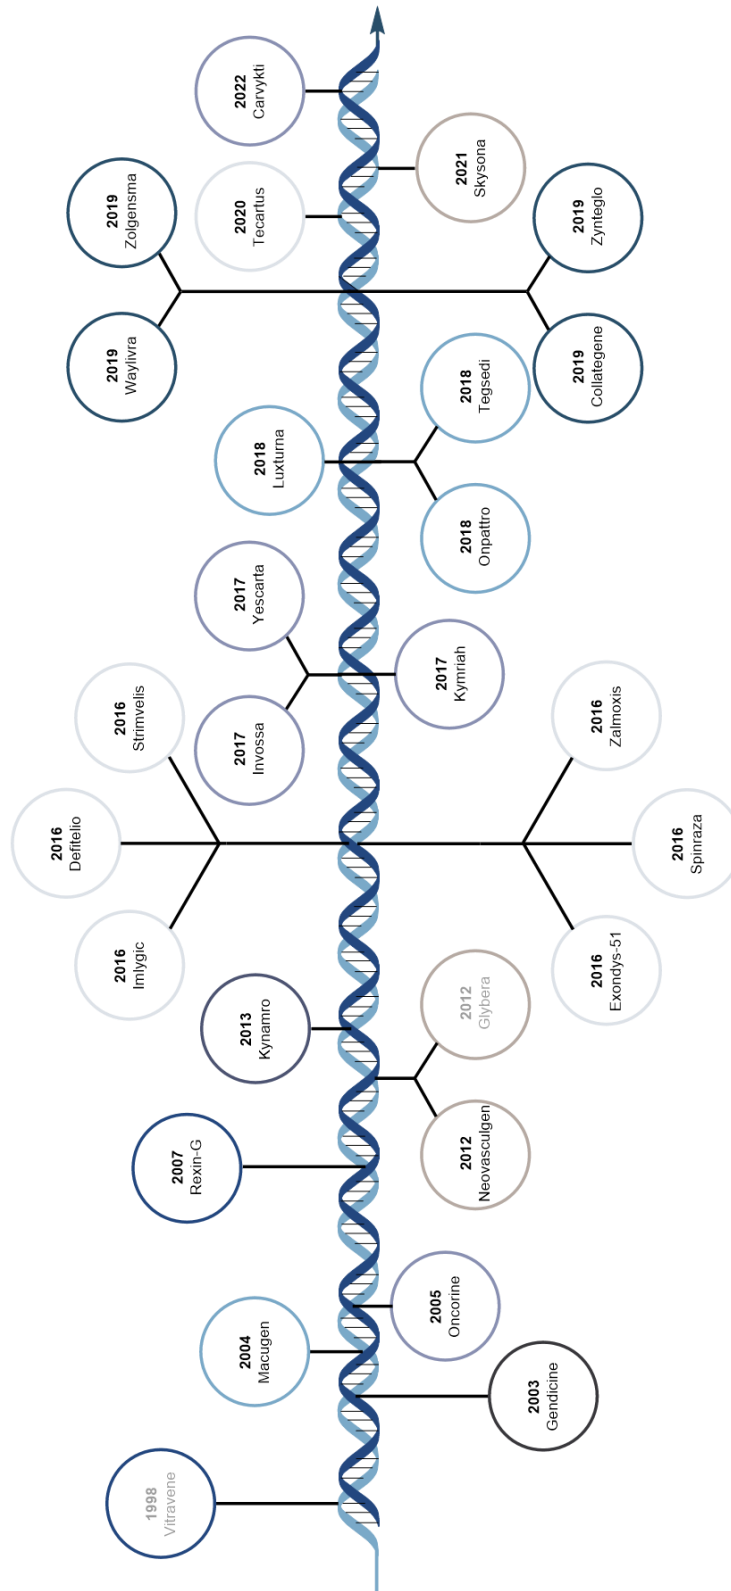 1998
Vitravene
2003
Gendicine
2004
Macugen
2005
Oncorine
2007
Rexin-G
2012
Neovasculgen
2012
Glybera
2013
Kynamro
2016
Imlygic
2016
Defitelio
2016
Strimvelis
2016
Exondys-51
2016
Spinraza
2016
Zalmoxis
2017
Invossa
2017
Yescarta
2017
Kymriah
2018
Luxturna
2018
Onpattro
2018
Tegsedi
2019
Waylivra
2019
Zolgensma
2019
Collategene
2019
Zynteglo
2020
Tecartus
2021
Skysona
2022
Carvykti